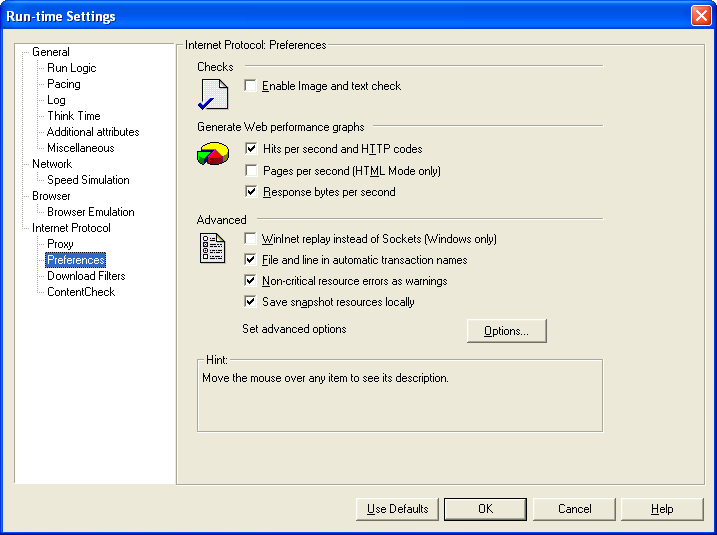 Run-time Settings
General
Run Logic
Pacing
Log
Think Time
Additional attributes
Miscellaneous
Network
Speed Simulation
Browser
Browser Emulation
Internet Protocol
Proxy
Preferences
Download Filters
ContentCheck
Internet Protocol: Preferences
Checks
Enable Image and text check
Generate Web performance graphs
Hits per second and HTTP codes
Pages per second (HTML Mode only)
Response bytes per second
Advanced
WinInet replay instead of Sockets (Windows only)
File and line in automatic transaction names
Non-critical resource errors as warnings
Save snapshot resources locally
Set advanced options
Options...
Hint:
Move the mouse over any item to see its description.
Use Defaults
OK
Cancel
Help